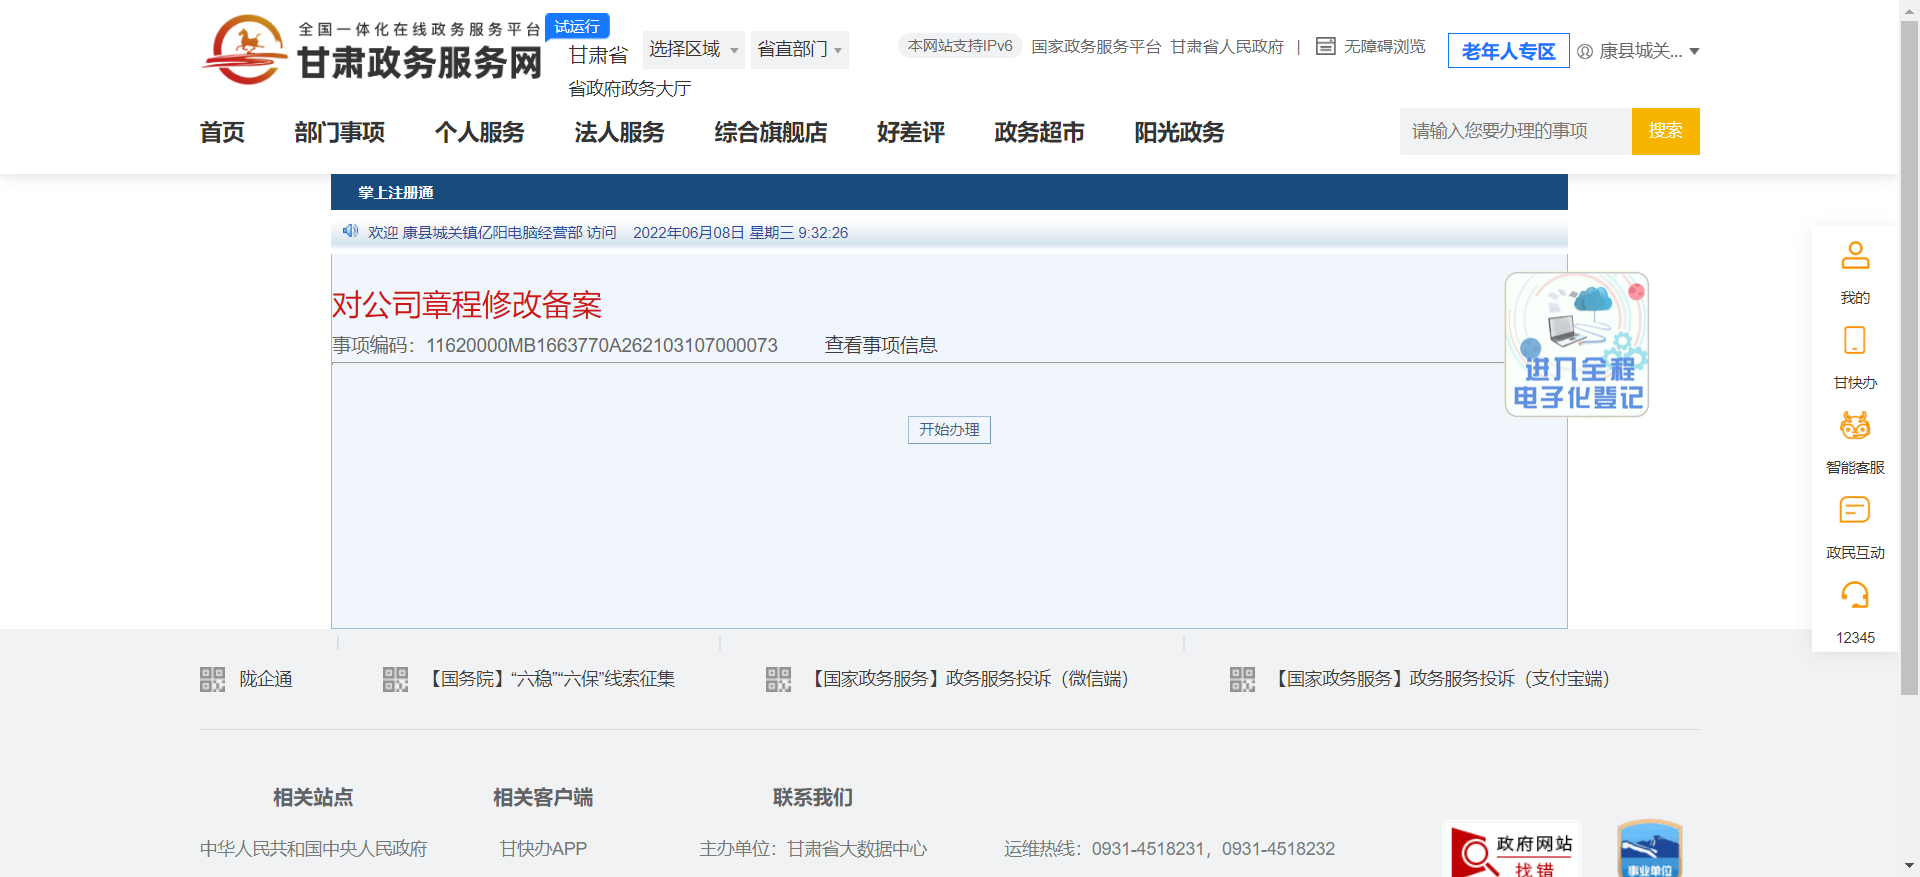 全国一体化在线政务服务平台
甘肃政务服务网
试运行
甘肃省
选择区域
省直部门
省政府政务大厅
本网站支持IPv6
国家政务服务平台
甘肃省人民政府
|
无障碍浏览
老年人专区
康县城关...
首页
部门事项
个人服务
法人服务
综合旗舰店
好差评
政务超市
阳光政务
请输入您要办理的事项
搜索
掌上注册通
欢迎 康县城关镇亿阳电脑经营部 访问 2022年06月08日 星期三 9:32:26
对公司章程修改备案
事项编码：11620000MB1663770A262103107000073
查看事项信息
进入全程
电子化登记
开始办理
我的
甘快办
智能客服
政民互动
12345
陇企通
【国务院】“六稳”“六保”线索征集
【国家政务服务】政务服务投诉（微信端）
【国家政务服务】政务服务投诉（支付宝端）
相关站点
相关客户端
联系我们
中华人民共和国中央人民政府
甘快办APP
主办单位：甘肃省大数据中心
运维热线：0931-4518231，0931-4518232
政府网站
找错
事业单位